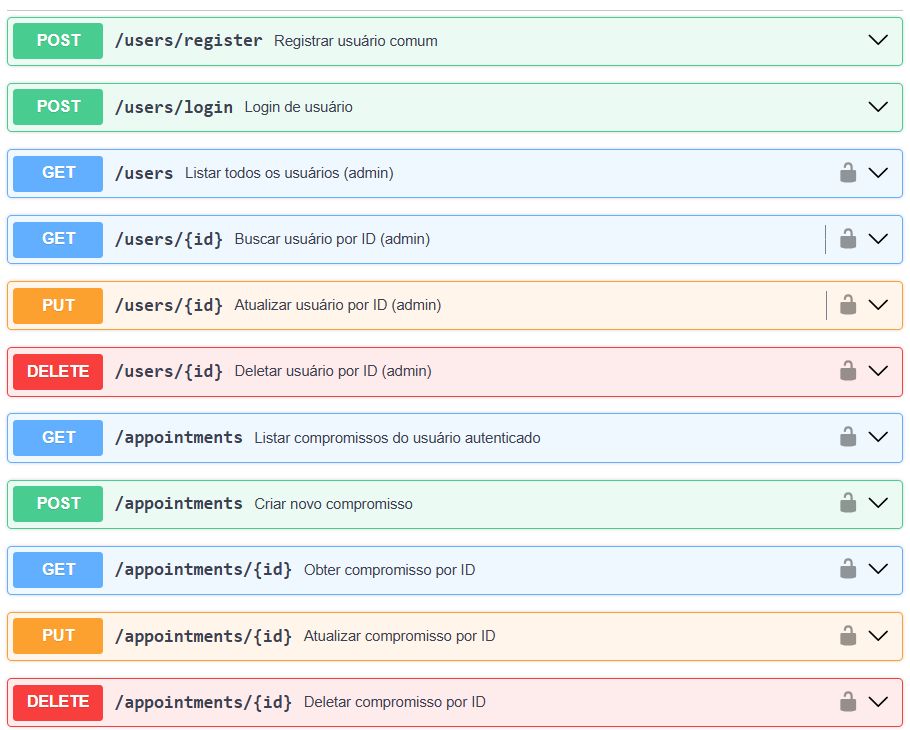 POST /users/register Registrar usuário comum
POST /users/login Login de usuário
GET /users Listar todos os usuários (admin)
GET /users/{id} Buscar usuário por ID (admin)
PUT /users/{id} Atualizar usuário por ID (admin)
DELETE /users/{id} Deletar usuário por ID (admin)
GET /appointments Listar compromissos do usuário autenticado
POST /appointments Criar novo compromisso
GET /appointments/{id} Obter compromisso por ID
PUT /appointments/{id} Atualizar compromisso por ID
DELETE /appointments/{id} Deletar compromisso por ID